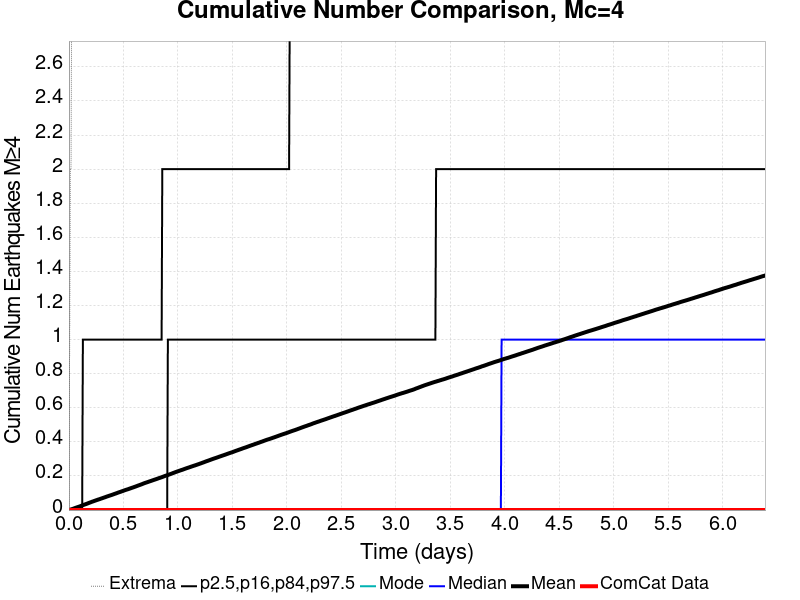 Cumulative Number Comparison, Mc=4
Cumulative Num Earthquakes M≥4
2.6
2.4
2.2
2
1.8
1.6
1.4
1.2
1
0.8
0.6
0.4
0.2
0
0.0 0.5 1.0 1.5 2.0 2.5 3.0 3.5 4.0 4.5 5.0 5.5 6.0
Time (days)
Extrema p2.5,p16,p84,p97.5 Mode Median Mean ComCat Data